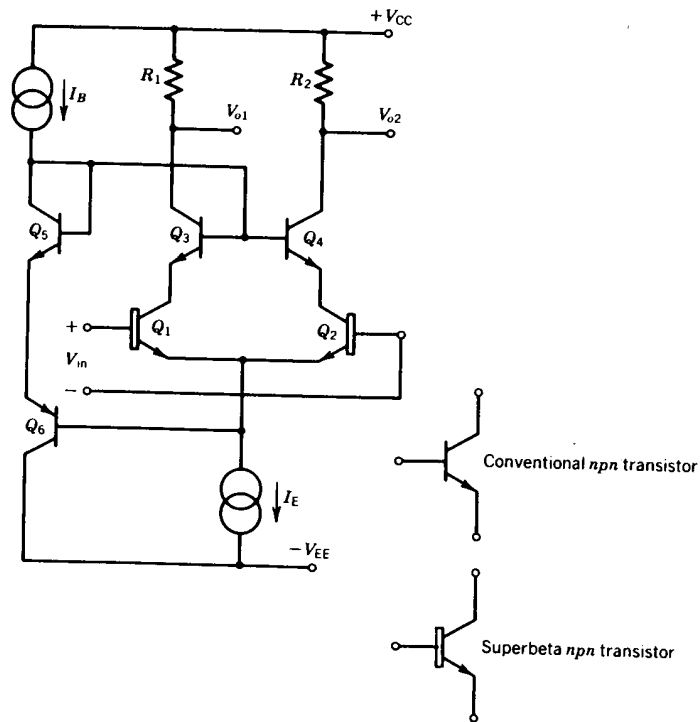 +V_CC
R_1
R_2
I_B
V_o1
V_o2
Q_5
Q_3
Q_4
+
Q_1
Q_2
V_in
−
Q_6
I_E
−V_EE
Conventional npn transistor
Superbeta npn transistor